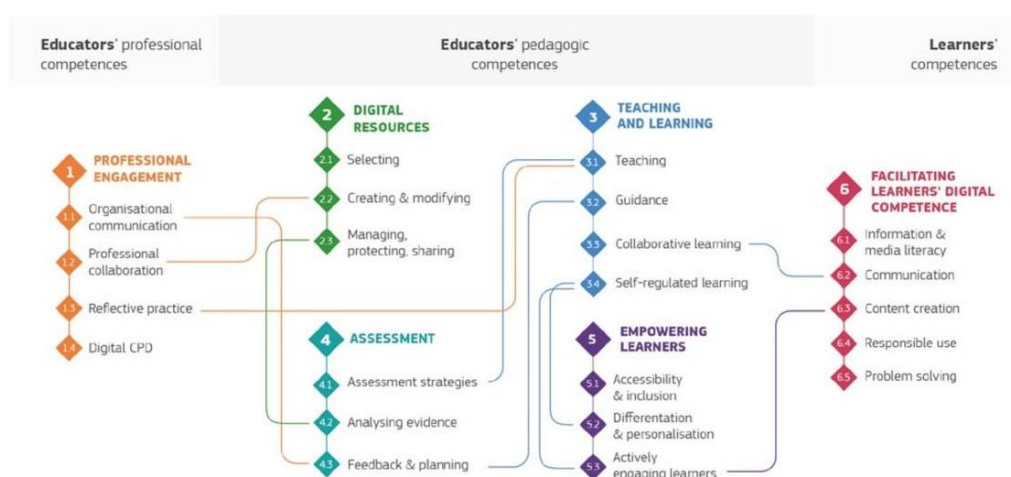 Educators' professional
competences
Educators' pedagogic
competences
Learners'
competences
1
PROFESSIONAL
ENGAGEMENT
1.1
Organisational
communication
1.2
Professional
collaboration
1.3
Reflective practice
1.4
Digital CPD
2
DIGITAL
RESOURCES
2.1
Selecting
2.2
Creating & modifying
2.3
Managing,
protecting, sharing
4
ASSESSMENT
4.1
Assessment strategies
4.2
Analysing evidence
4.3
Feedback & planning
3
TEACHING
AND LEARNING
3.1
Teaching
3.2
Guidance
3.3
Collaborative learning
3.4
Self-regulated learning
5
EMPOWERING
LEARNERS
5.1
Accessibility
& inclusion
5.2
Differentation
& personalisation
5.3
Actively
engaging learners
6
FACILITATING
LEARNERS' DIGITAL
COMPETENCE
6.1
Information &
media literacy
6.2
Communication
6.3
Content creation
6.4
Responsible use
6.5
Problem solving